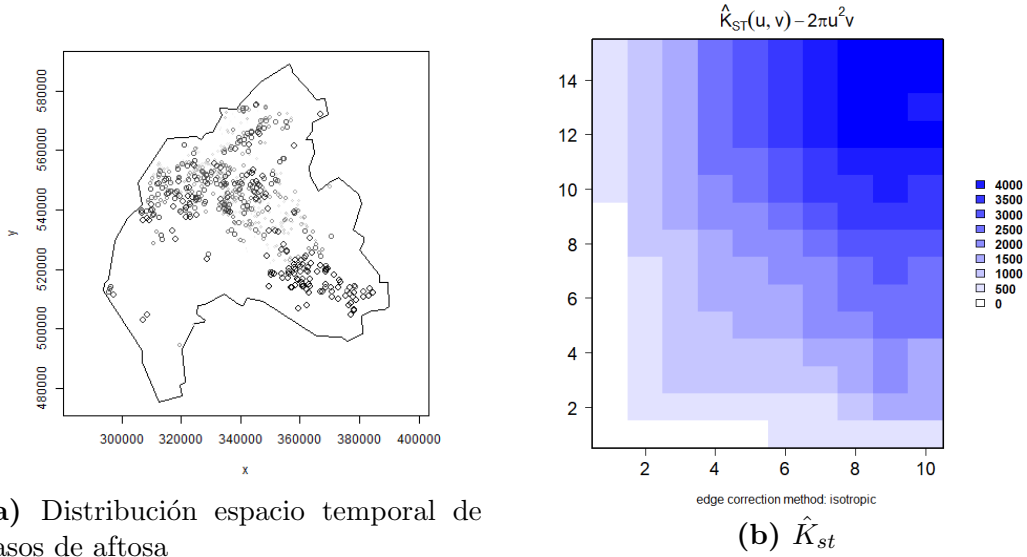 580000
560000
540000
520000
500000
480000
y
300000 320000 340000 360000 380000 400000
x
a) Distribución espacio temporal de
asos de aftosa
K̂ST(u, v) − 2πu²v
14
12
10
8
6
4
2
2 4 6 8 10
4000
3500
3000
2500
2000
1500
1000
500
0
edge correction method: isotropic
(b) K̂st